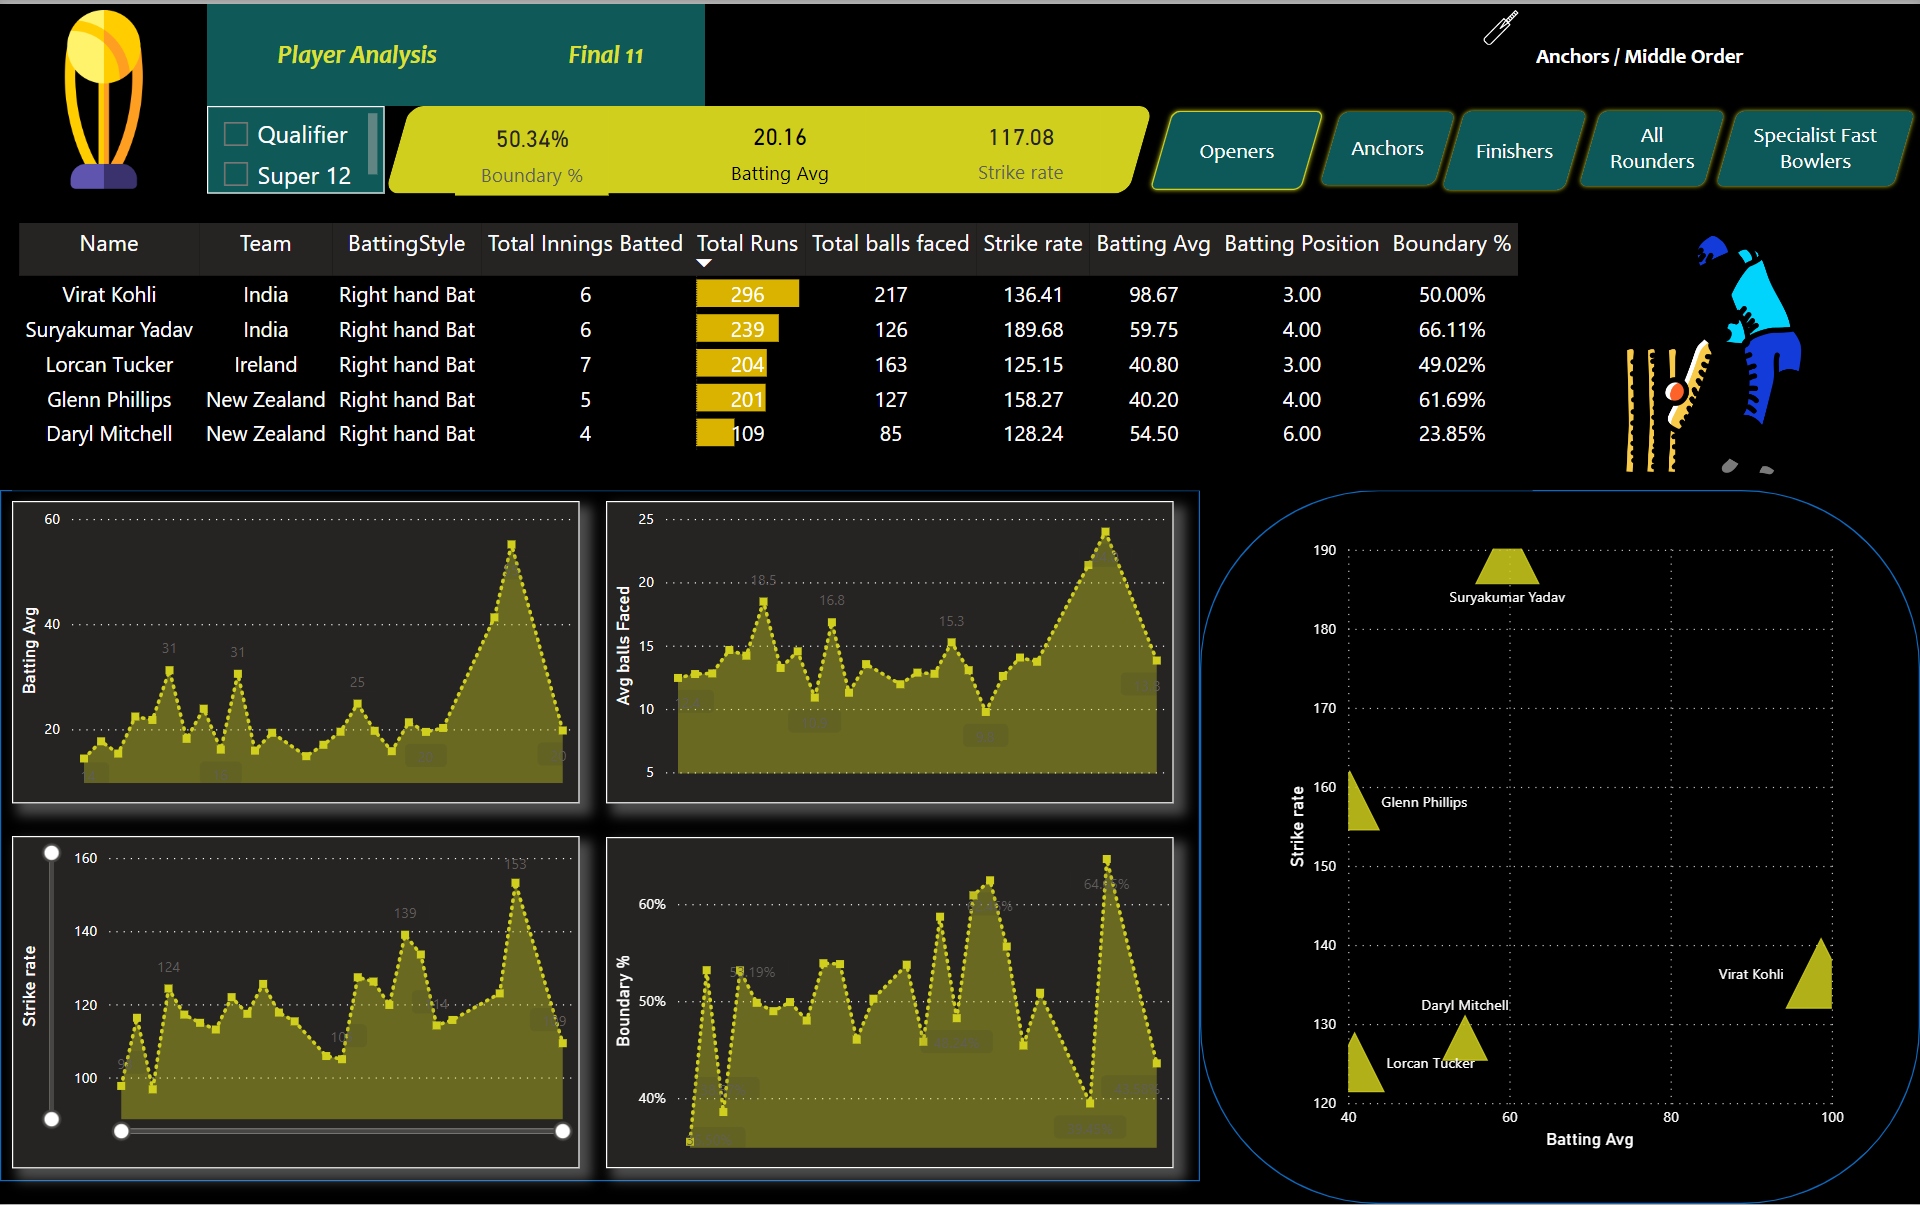 Player Analysis
Final 11
Anchors / Middle Order
Qualifier
Super 12
50.34%
Boundary %
20.16
Batting Avg
117.08
Strike rate
Openers
Anchors
Finishers
All
Rounders
Specialist Fast
Bowlers
Name Team BattingStyle Total Innings Batted Total Runs Total balls faced Strike rate Batting Avg Batting Position Boundary %
Virat Kohli India Right hand Bat 6 296 217 136.41 98.67 3.00 50.00%
Suryakumar Yadav India Right hand Bat 6 239 126 189.68 59.75 4.00 66.11%
Lorcan Tucker Ireland Right hand Bat 7 204 163 125.15 40.80 3.00 49.02%
Glenn Phillips New Zealand Right hand Bat 5 201 127 158.27 40.20 4.00 61.69%
Daryl Mitchell New Zealand Right hand Bat 4 109 85 128.24 54.50 6.00 23.85%
Batting Avg
60
40
20
31
31
25
Avg balls Faced
25
20
15
10
5
18.5
16.8
15.3
Strike rate
160
140
120
100
124
139
153
Boundary %
60%
50%
40%
Strike rate
190
180
170
160
150
140
130
120
Suryakumar Yadav
Glenn Phillips
Virat Kohli
Daryl Mitchell
Lorcan Tucker
40
60
80
100
Batting Avg